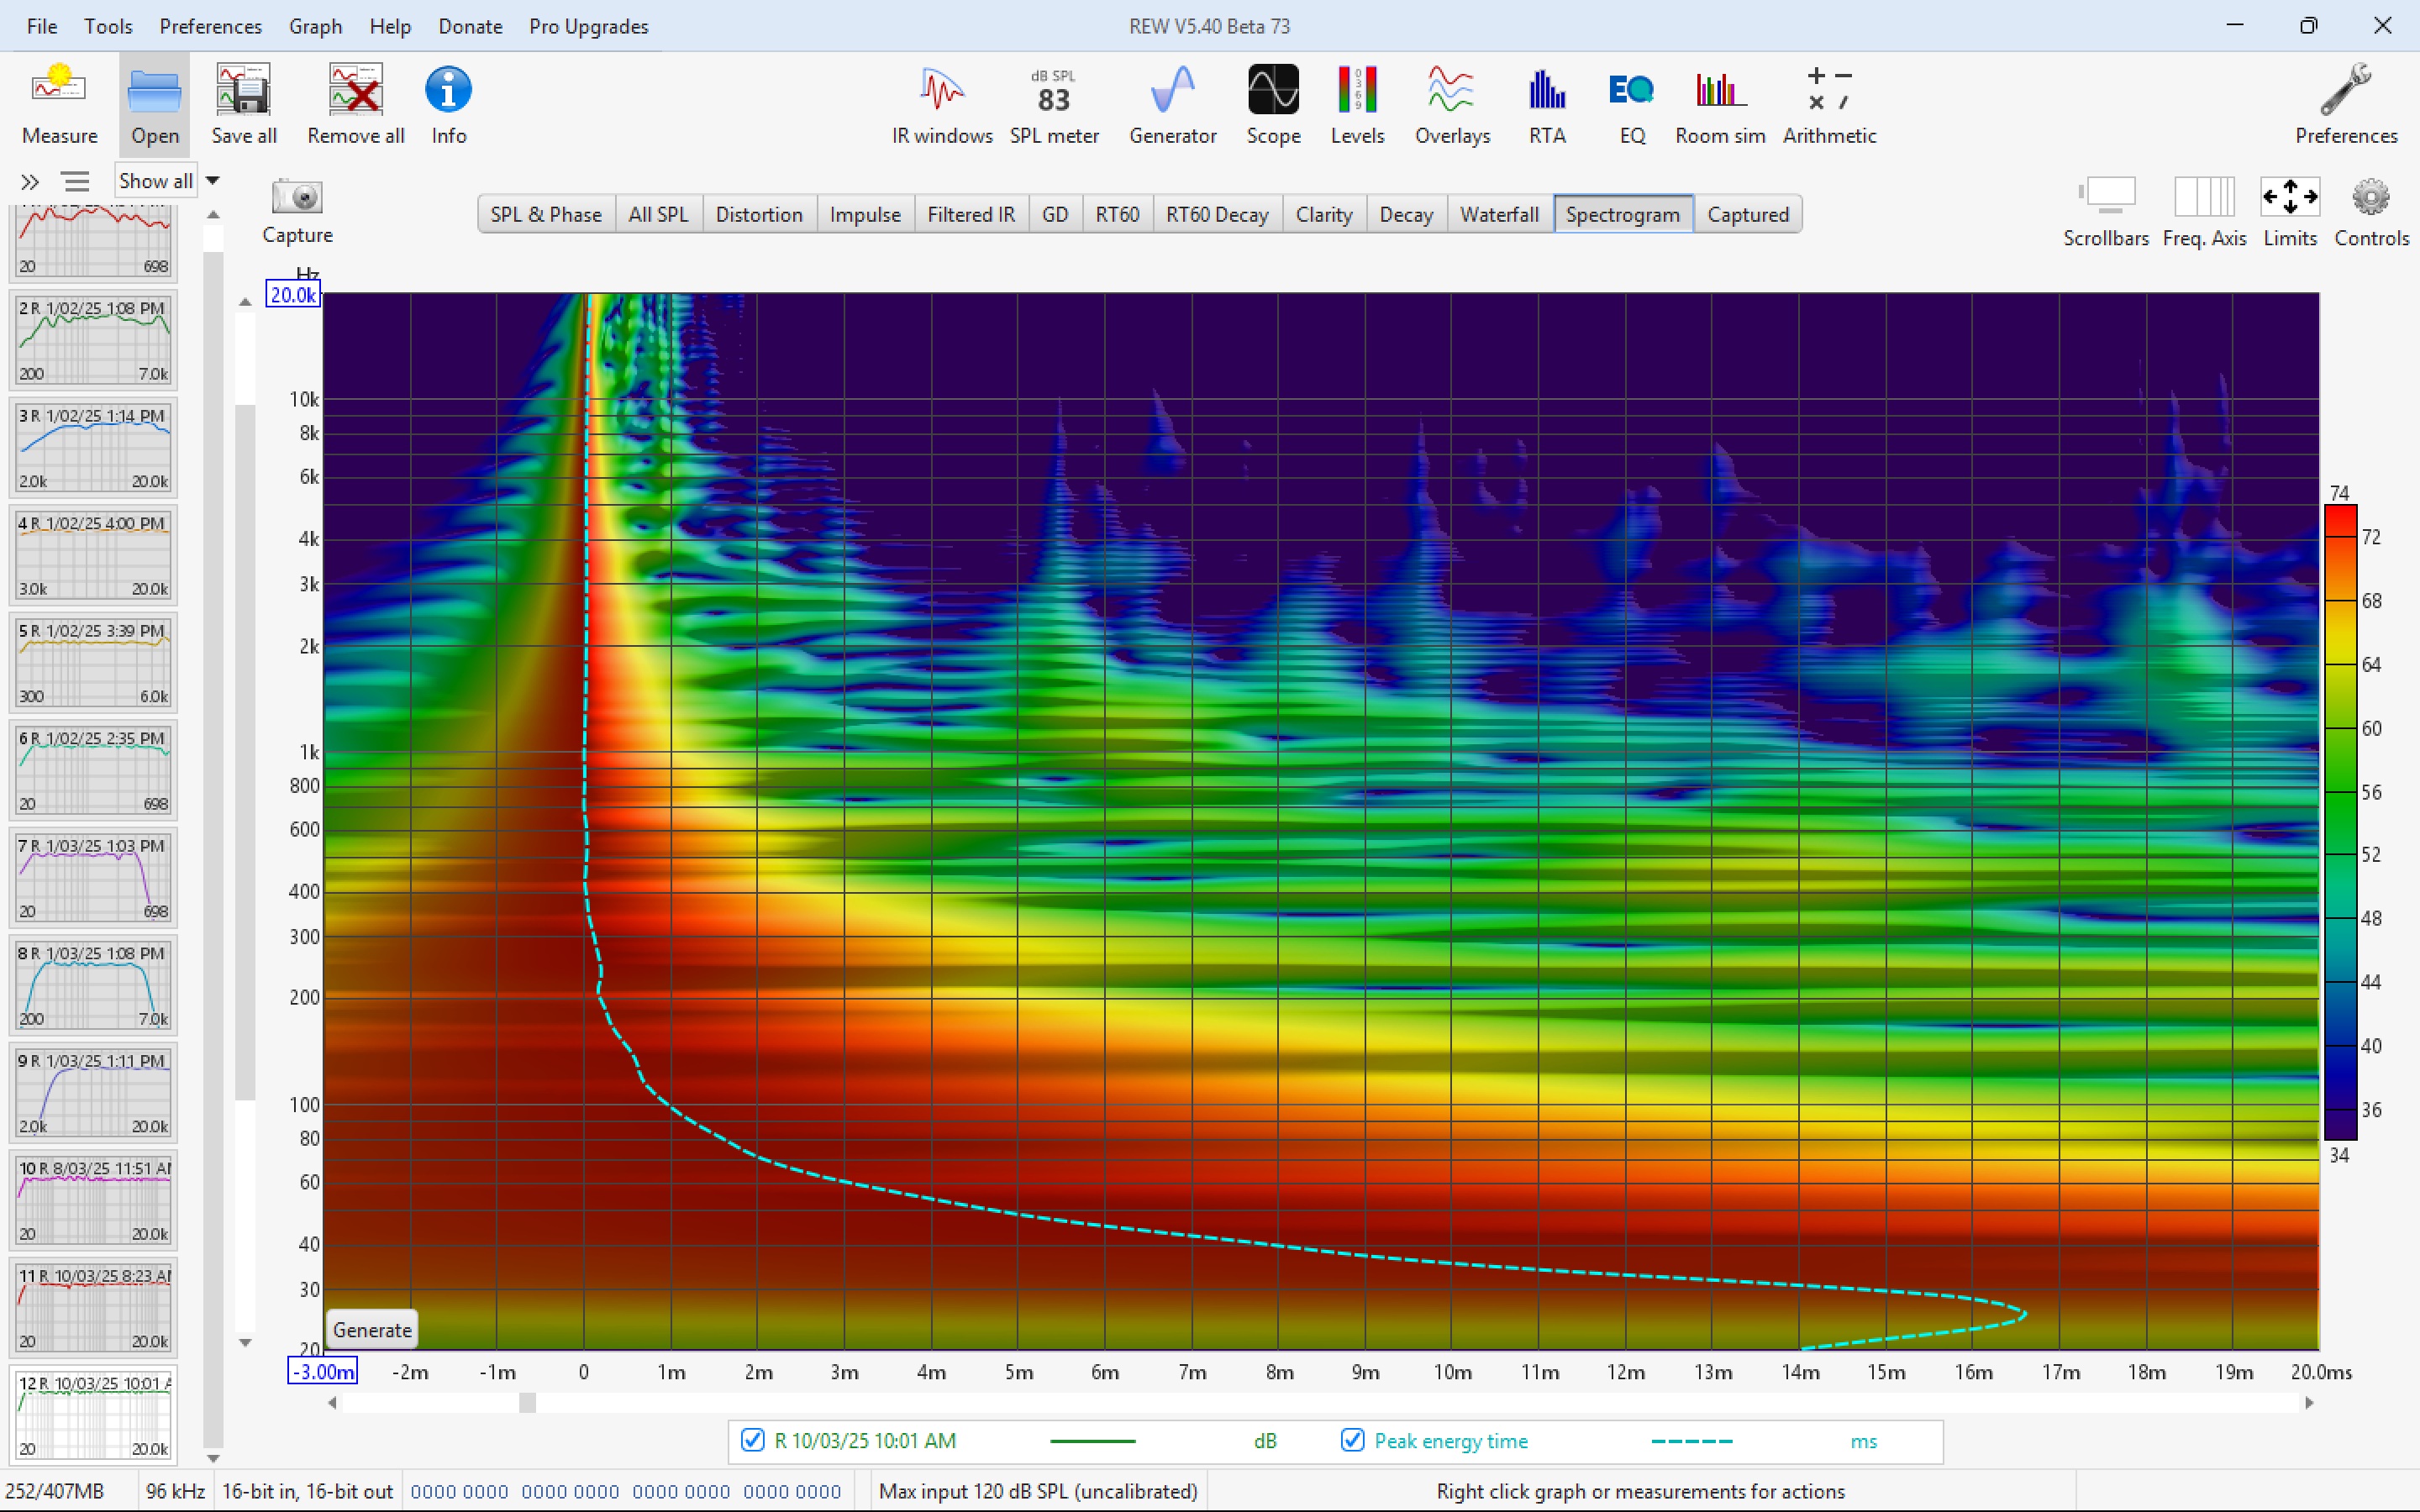 File Tools Preferences Graph Help Donate Pro Upgrades
REW V5.40 Beta 73
Measure Open Save all Remove all Info
dB SPL
83
0 3 6 9
IR windows SPL meter Generator Scope Levels Overlays RTA EQ Room sim Arithmetic
Preferences
Show all
Capture
SPL & Phase All SPL Distortion Impulse Filtered IR GD RT60 RT60 Decay Clarity Decay Waterfall Spectrogram Captured
Scrollbars Freq. Axis Limits Controls
20 698
2 R 1/02/25 1:08 PM
200 7.0k
3 R 1/02/25 1:14 PM
2.0k 20.0k
4 R 1/02/25 4:00 PM
3.0k 20.0k
5 R 1/02/25 3:39 PM
300 6.0k
6 R 1/02/25 2:35 PM
20 698
7 R 1/03/25 1:03 PM
20 698
8 R 1/03/25 1:08 PM
200 7.0k
9 R 1/03/25 1:11 PM
2.0k 20.0k
10 R 8/03/25 11:51 AM
20 20.0k
11 R 10/03/25 8:23 AM
20 20.0k
12 R 10/03/25 10:01 A
20 20.0k
Hz
20.0k
10k
8k
6k
4k
3k
2k
1k
800
600
400
300
200
100
80
60
40
30
20
Generate
-3.00m -2m -1m 0 1m 2m 3m 4m 5m 6m 7m 8m 9m 10m 11m 12m 13m 14m 15m 16m 17m 18m 19m 20.0ms
74
72
68
64
60
56
52
48
44
40
36
34
R 10/03/25 10:01 AM dB Peak energy time ms
252/407MB 96 kHz 16-bit in, 16-bit out 0000 0000 0000 0000 0000 0000 0000 0000 Max input 120 dB SPL (uncalibrated) Right click graph or measurements for actions